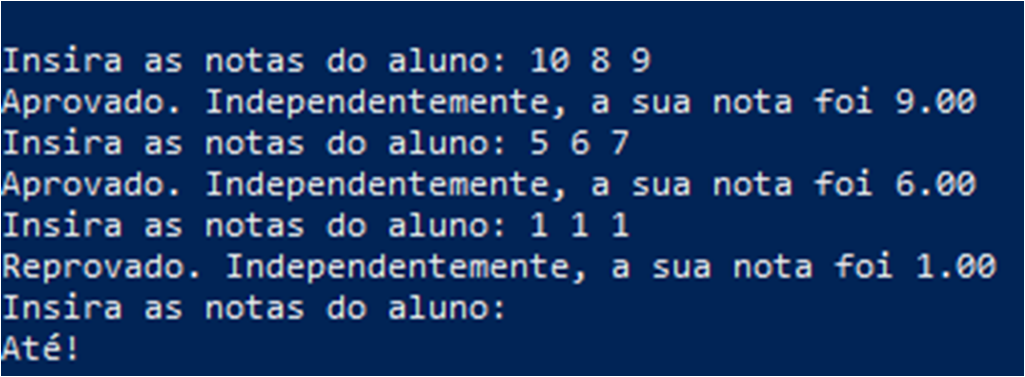 Insira as notas do aluno: 10 8 9
Aprovado. Independentemente, a sua nota foi 9.00
Insira as notas do aluno: 5 6 7
Aprovado. Independentemente, a sua nota foi 6.00
Insira as notas do aluno: 1 1 1
Reprovado. Independentemente, a sua nota foi 1.00
Insira as notas do aluno:
Até!